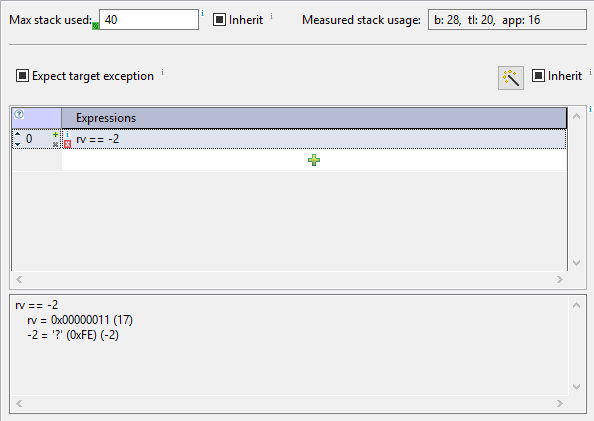 Max stack used: 40 i Inherit i Measured stack usage: b: 28, tl: 20, app: 16
Expect target exception i Inherit i
? Expressions i
0 i x rv == -2
rv == -2
rv = 0x00000011 (17)
-2 = '?' (0xFE) (-2)